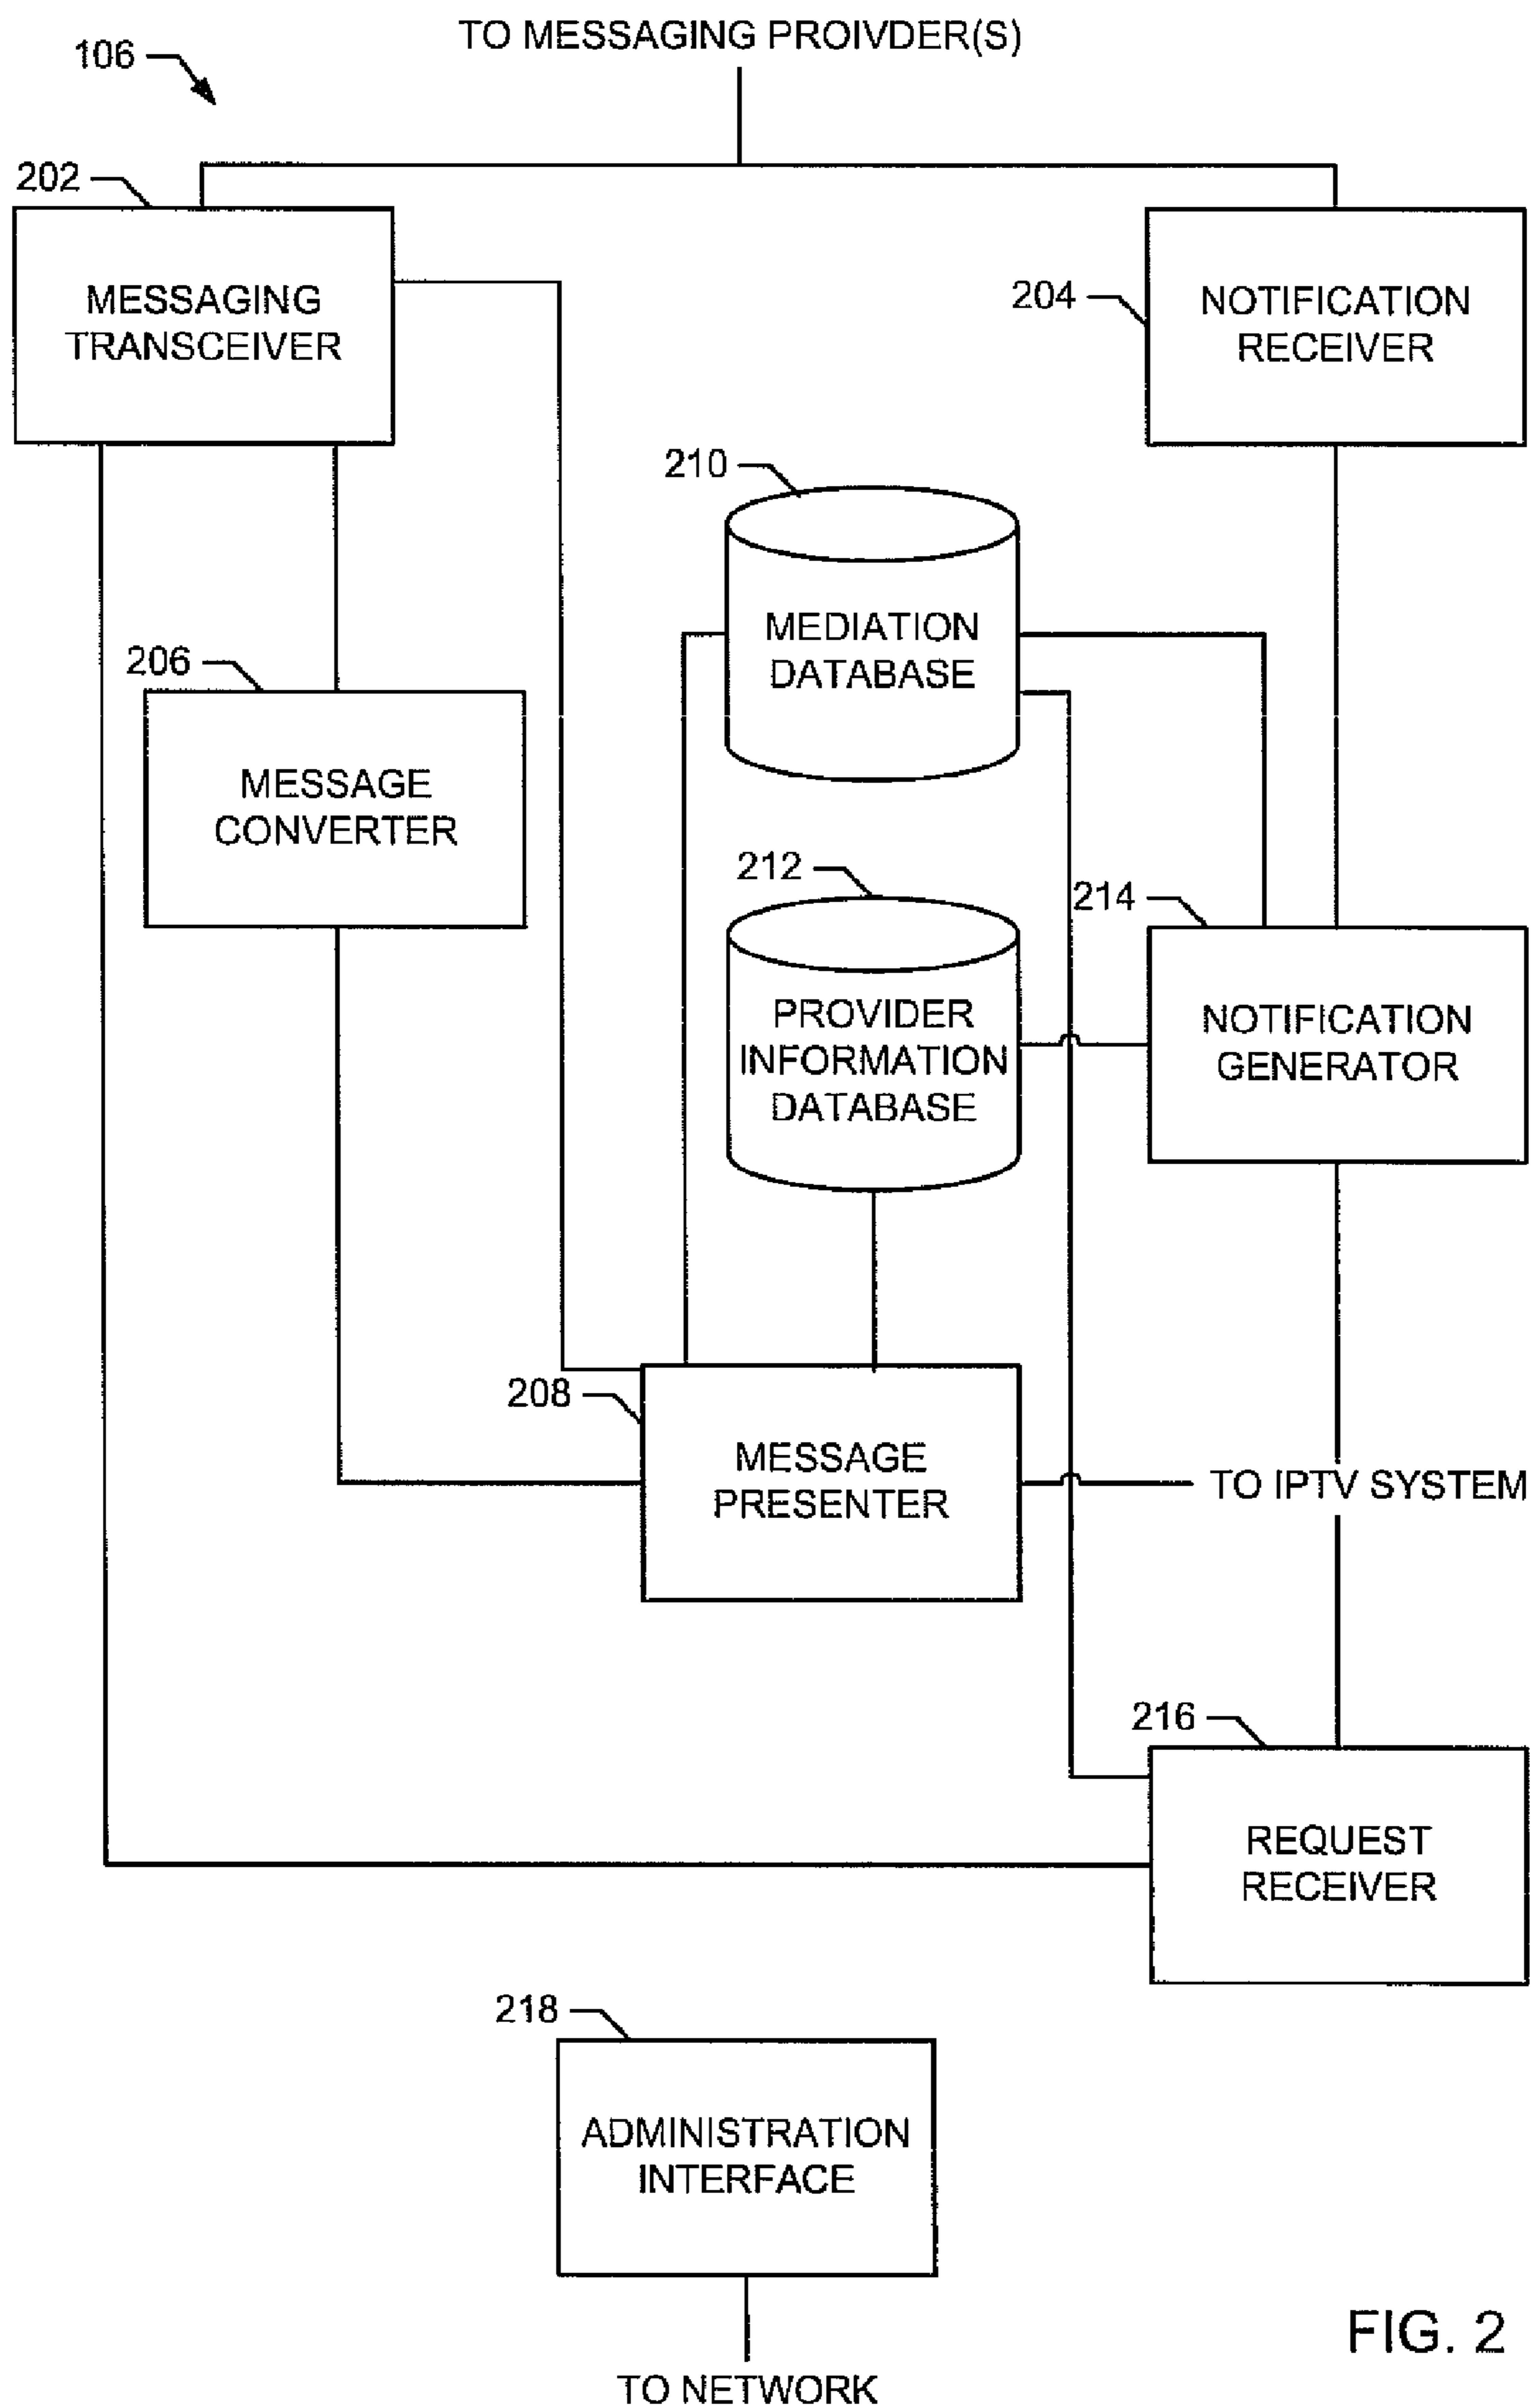 TO MESSAGING PROIVDER(S)
106
202
MESSAGING
TRANSCEIVER
204
NOTIFICATION
RECEIVER
210
MEDIATION
DATABASE
206
MESSAGE
CONVERTER
212
PROVIDER
INFORMATION
DATABASE
214
NOTIFICATION
GENERATOR
208
MESSAGE
PRESENTER
TO IPTV SYSTEM
216
REQUEST
RECEIVER
218
ADMINISTRATION
INTERFACE
TO NETWORK
FIG. 2